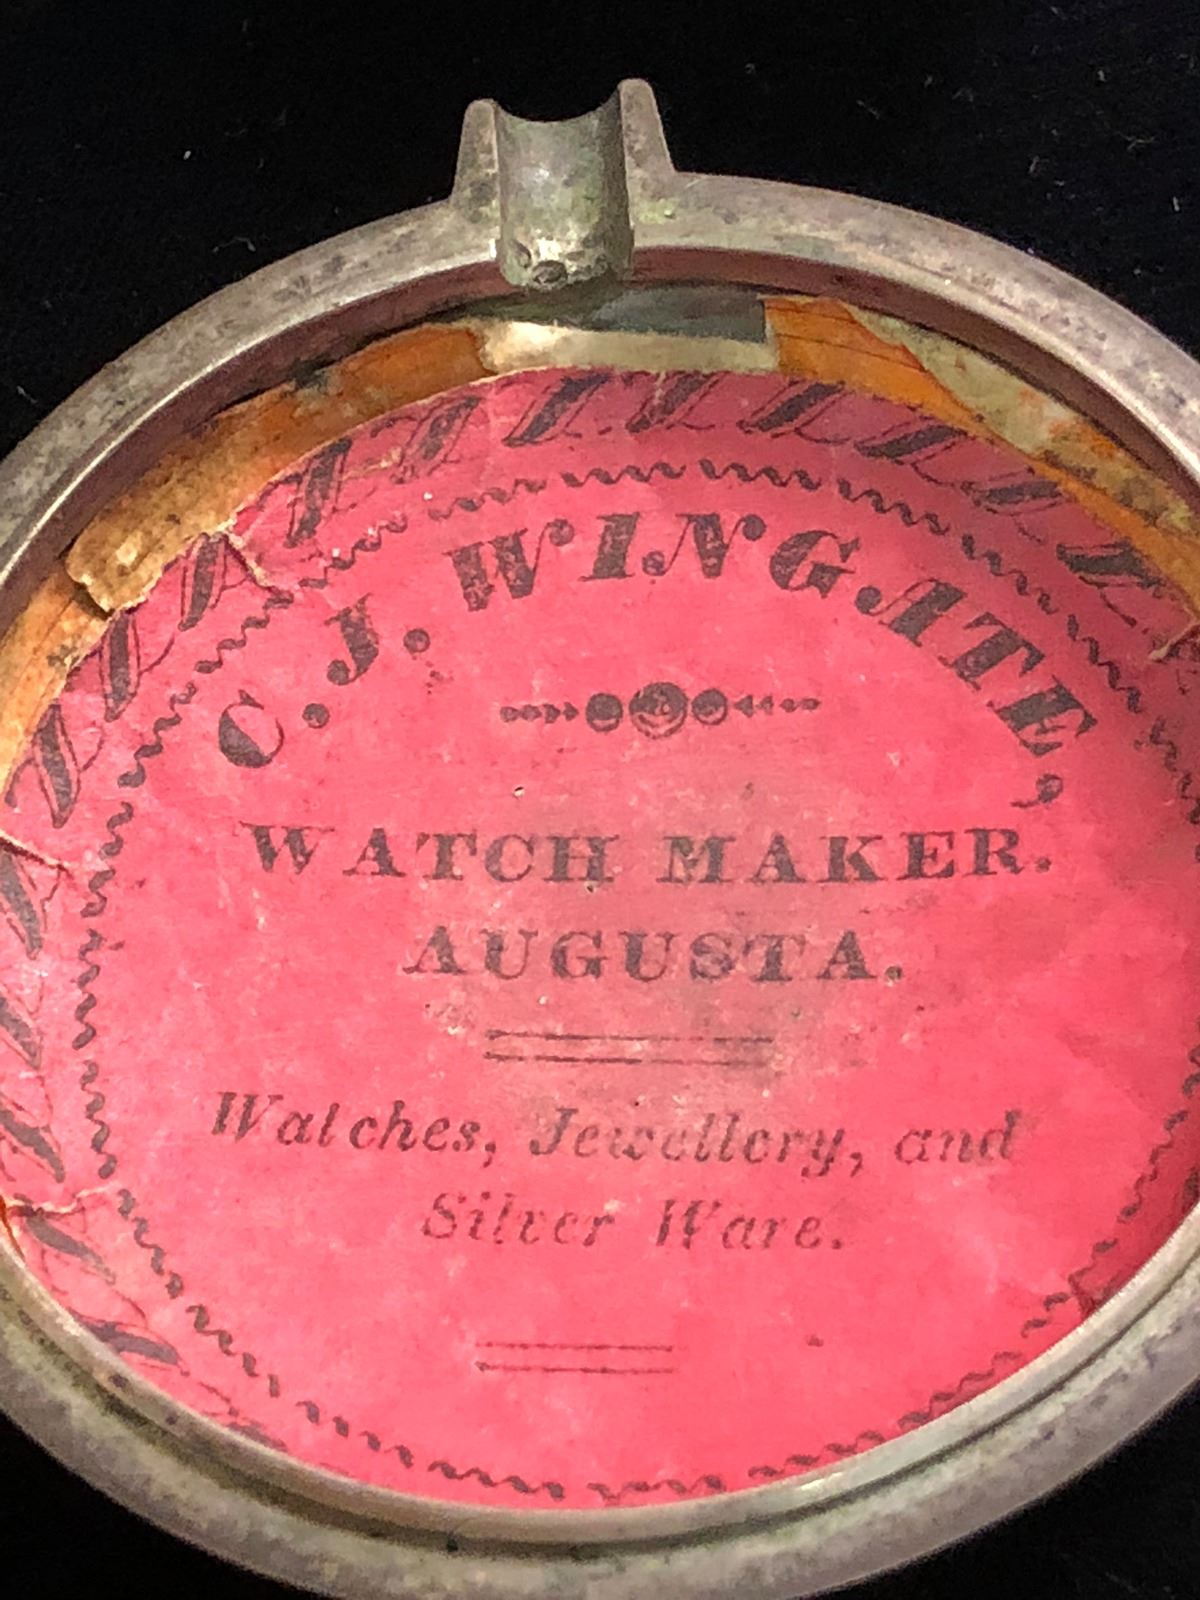 C. J. WINGATE,
WATCH MAKER.
AUGUSTA.
Watches, Jewellery, and
Silver Ware.